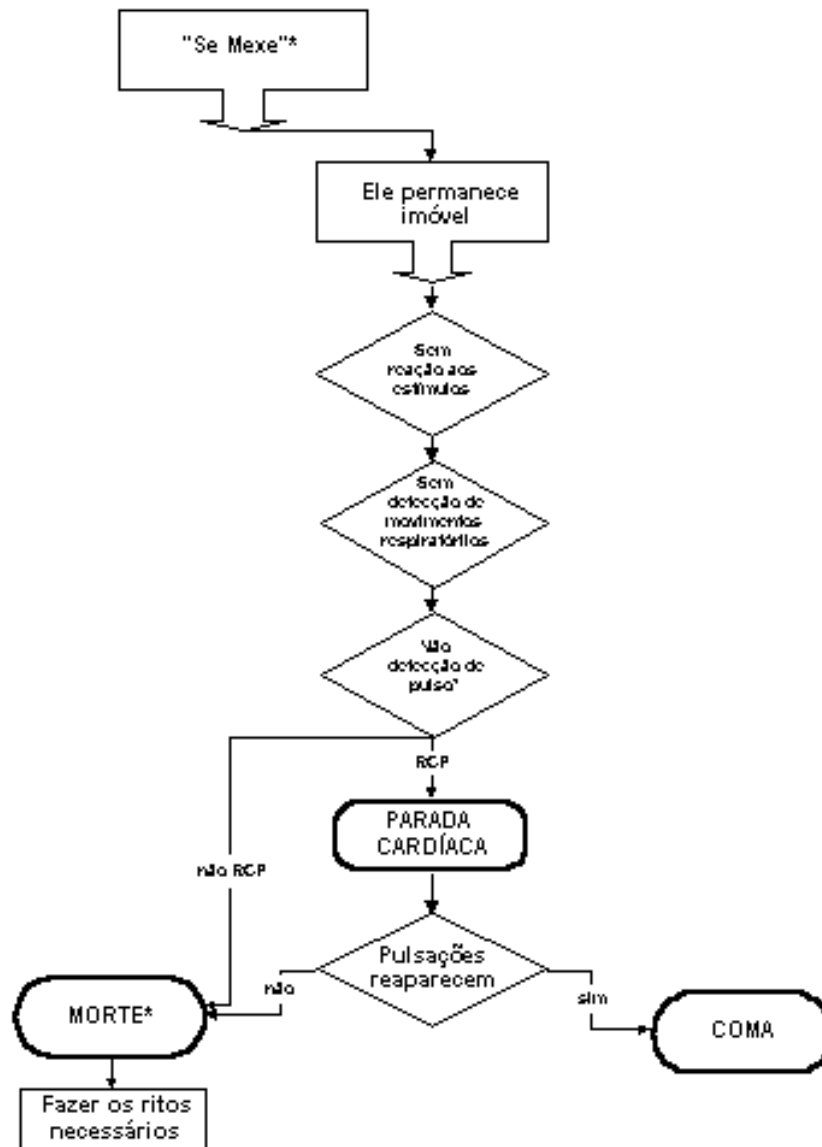 "Se Mexe"*
Ele permanece
imóvel
Sem
reação aos
estímulos
Sem
detecção de
movimentos
respiratórilos
Não
detecção de
pulso*
RCP
PARADA
CARDÍACA
não RCP
Pulsações
reaparecem
não
sim
MORTE*
COMA
Fazer os ritos
necessários